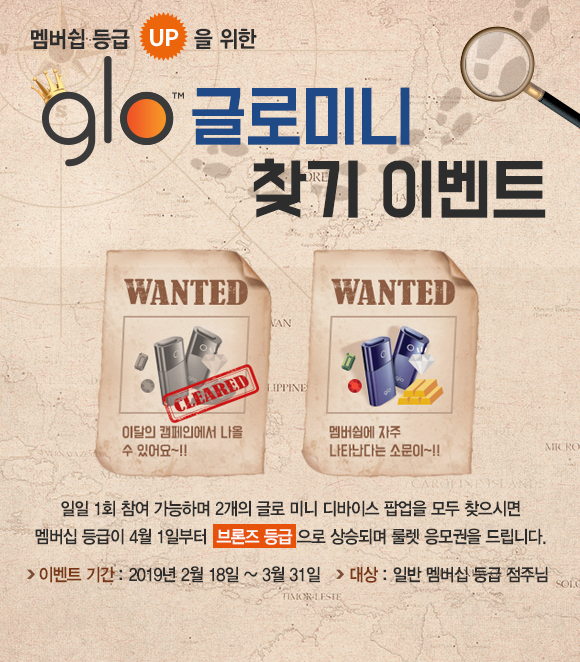 멤버쉽 등급 UP 을 위한
glo™ 글로미니
찾기 이벤트
WANTED
CLEARED
이달의 캠페인에서 나올
수 있어요~!!
WANTED
glo
멤버쉽에 자주
나타난다는 소문이~!!
일일 1회 참여 가능하며 2개의 글로 미니 디바이스 팝업을 모두 찾으시면
멤버십 등급이 4월 1일부터 브론즈 등급 으로 상승되며 룰렛 응모권을 드립니다.
> 이벤트 기간 : 2019년 2월 18일 ~ 3월 31일 > 대상 : 일반 멤버십 등급 점주님
CAROLINE ISLANDS
TIMOR-LESTE